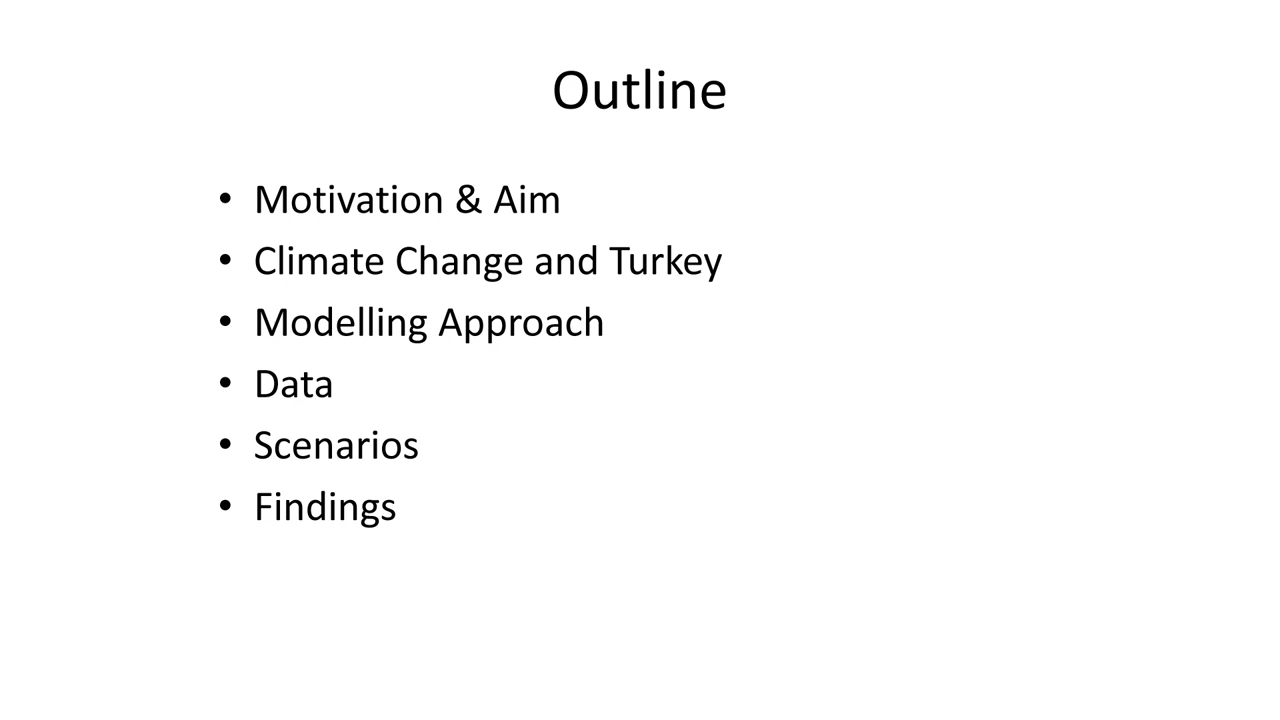 Outline
• Motivation & Aim
• Climate Change and Turkey
• Modelling Approach
• Data
• Scenarios
• Findings